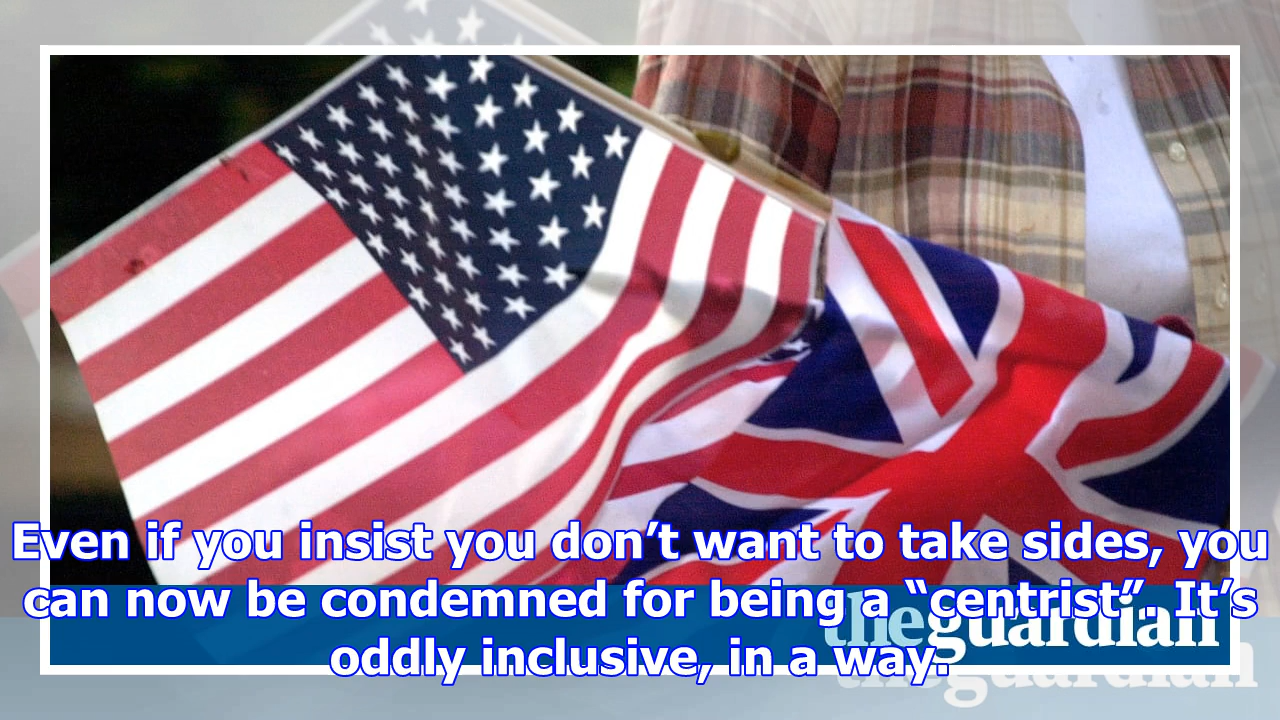 Even if you insist you don’t want to take sides, you
can now be condemned for being a “centrist”. It’s
oddly inclusive, in a way.
theguardian
theguardian